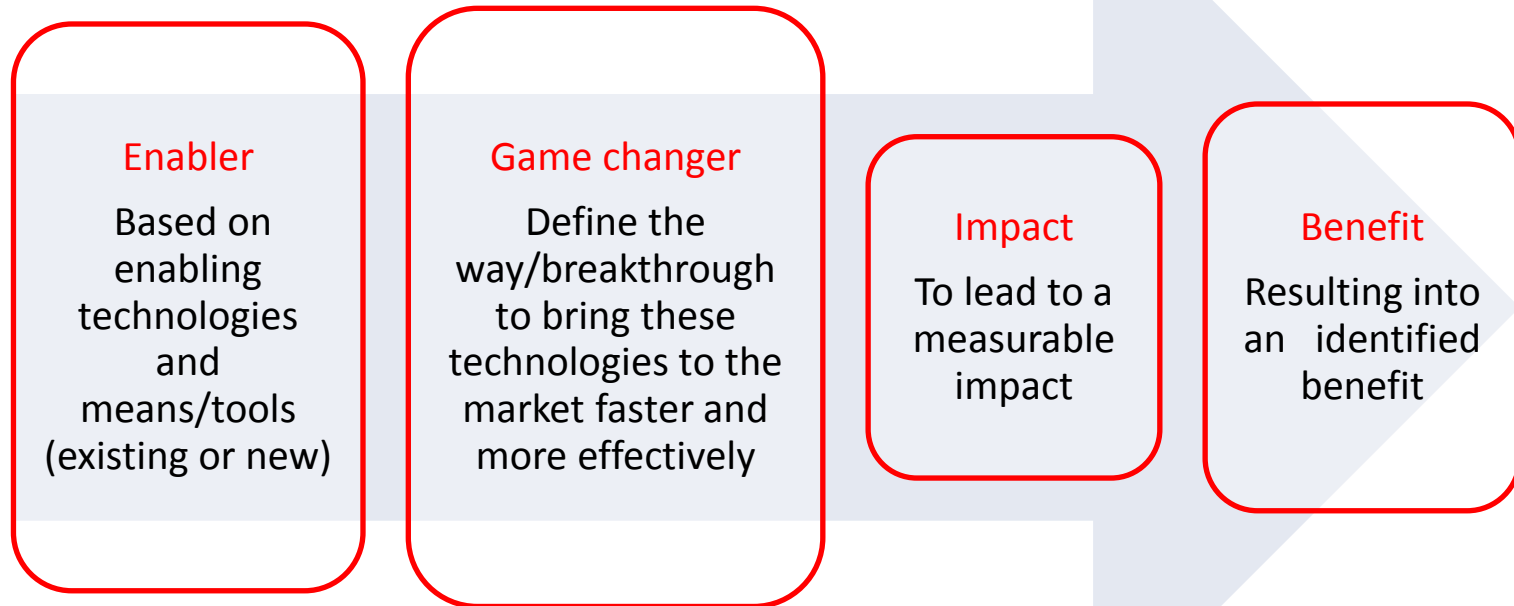 Enabler
Based on
enabling
technologies
and
means/tools
(existing or new)
Game changer
Define the
way/breakthrough
to bring these
technologies to the
market faster and
more effectively
Impact
To lead to a
measurable
impact
Benefit
Resulting into
an identified
benefit